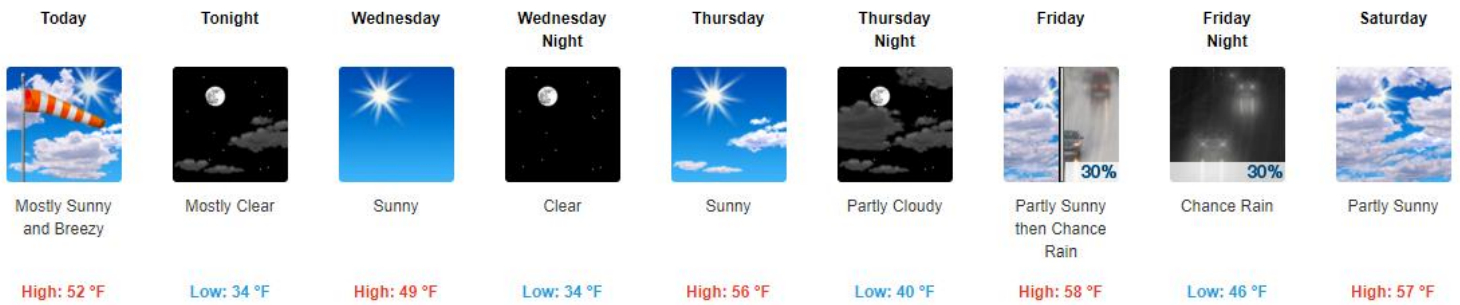 Today
Tonight
Wednesday
Wednesday
Night
Thursday
Thursday
Night
Friday
Friday
Night
Saturday
30%
30%
Mostly Sunny
and Breezy
Mostly Clear
Sunny
Clear
Sunny
Partly Cloudy
Partly Sunny
then Chance
Rain
Chance Rain
Partly Sunny
High: 52 °F
Low: 34 °F
High: 49 °F
Low: 34 °F
High: 56 °F
Low: 40 °F
High: 58 °F
Low: 46 °F
High: 57 °F